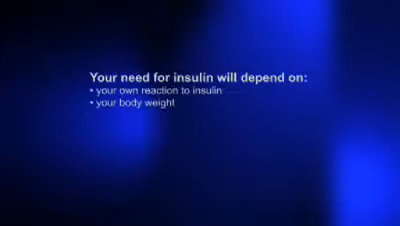 Your need for insulin will depend on:
• your own reaction to insulin
• your body weight